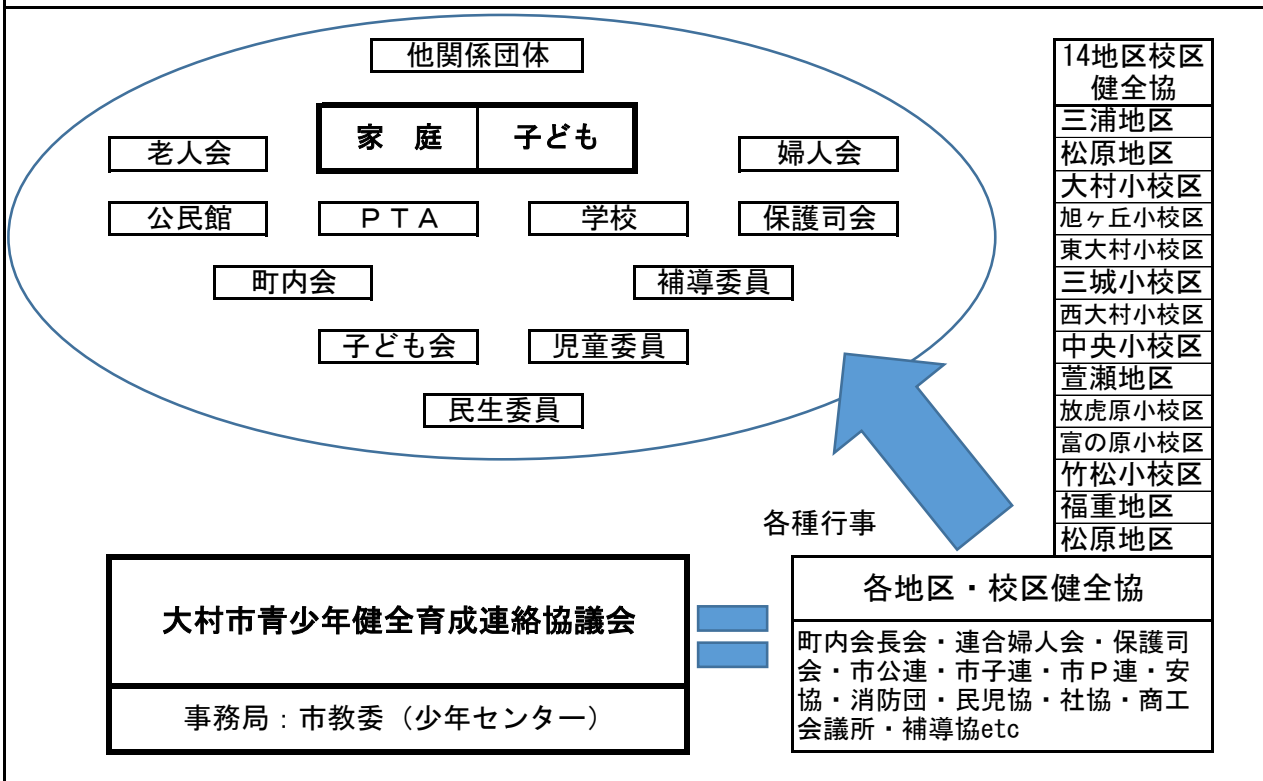 他関係団体
家　庭
子ども
老人会
婦人会
公民館
ＰＴＡ
学校
保護司会
町内会
補導委員
子ども会
児童委員
民生委員
14地区校区
健全協
三浦地区
松原地区
大村小校区
旭ヶ丘小校区
東大村小校区
三城小校区
西大村小校区
中央小校区
萱瀬地区
放虎原小校区
富の原小校区
竹松小校区
福重地区
松原地区
各種行事
大村市青少年健全育成連絡協議会
事務局：市教委（少年センター）
各地区・校区健全協
町内会長会・連合婦人会・保護司
会・市公連・市子連・市Ｐ連・安
協・消防団・民児協・社協・商工
会議所・補導協etc